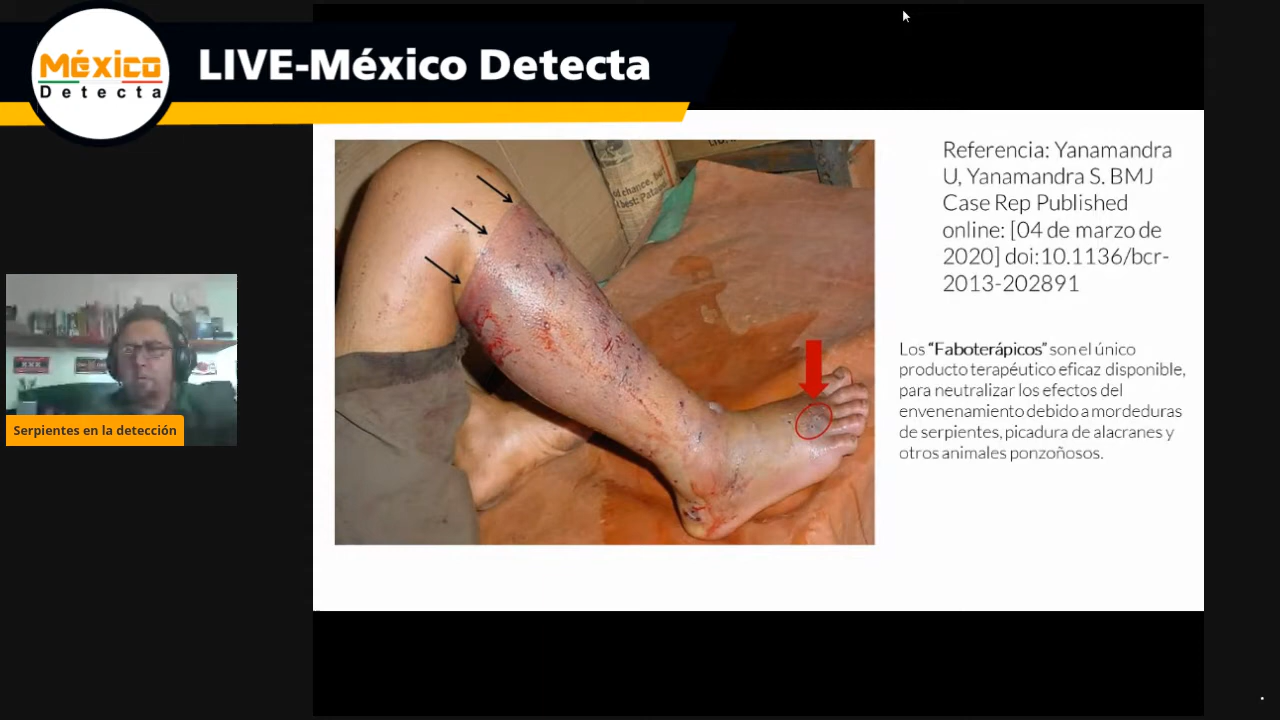 México
Detecta
LIVE-México Detecta
Referencia: Yanamandra
U, Yanamandra S. BMJ
Case Rep Published
online: [04 de marzo de
2020] doi:10.1136/bcr-
2013-202891
Los “Faboterápicos” son el único
producto terapéutico eficaz disponible,
para neutralizar los efectos del
envenenamiento debido a mordeduras
de serpientes, picadura de alacranes y
otros animales ponzoñosos.
Serpientes en la detección